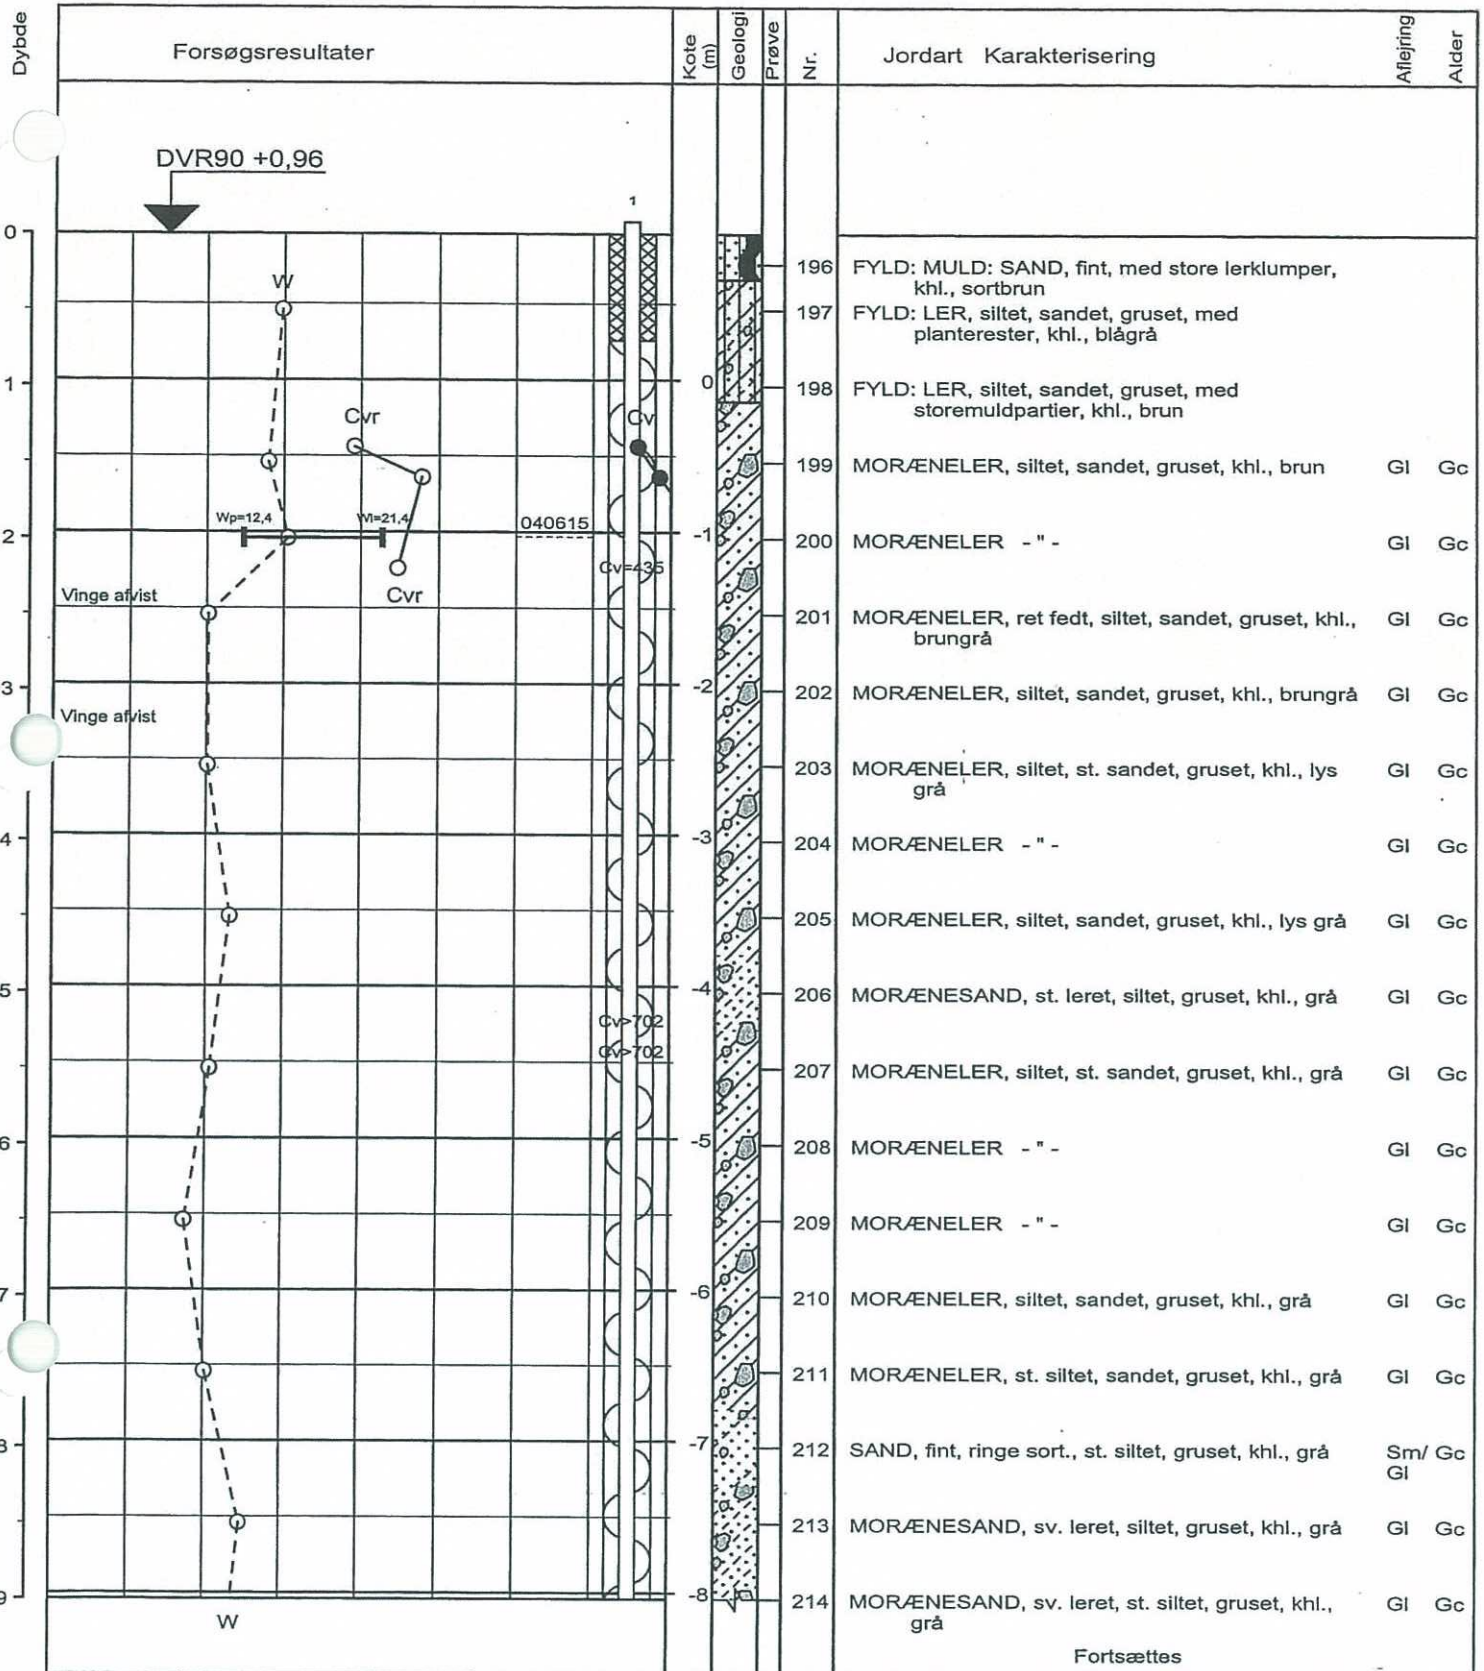 Dybde
Forsøgsresultater
Kote (m)
Geologi
Prøve
Nr.
Jordart Karakterisering
Aflejring
Alder
DVR90 +0,96
1
0
W
196 FYLD: MULD: SAND, fint, med store lerklumper,
khl., sortbrun
197 FYLD: LER, siltet, sandet, gruset, med
planterester, khl., blågrå
1
0
198 FYLD: LER, siltet, sandet, gruset, med
storemuldpartier, khl., brun
Cvr
Cv
199 MORÆNELER, siltet, sandet, gruset, khl., brun Gl Gc
Wp=12,4
Wl=21,4
040615
2
-1
200 MORÆNELER - " - Gl Gc
Cv=435
Vinge afvist
Cvr
201 MORÆNELER, ret fedt, siltet, sandet, gruset, khl., Gl Gc
brungrå
3
-2
202 MORÆNELER, siltet, sandet, gruset, khl., brungrå Gl Gc
Vinge afvist
203 MORÆNELER, siltet, st. sandet, gruset, khl., lys Gl Gc
grå
4
-3
204 MORÆNELER - " - Gl Gc
205 MORÆNELER, siltet, sandet, gruset, khl., lys grå Gl Gc
5
-4
206 MORÆNESAND, st. leret, siltet, gruset, khl., grå Gl Gc
Cv>702
Cv>702
207 MORÆNELER, siltet, st. sandet, gruset, khl., grå Gl Gc
6
-5
208 MORÆNELER - " - Gl Gc
209 MORÆNELER - " - Gl Gc
7
-6
210 MORÆNELER, siltet, sandet, gruset, khl., grå Gl Gc
211 MORÆNELER, st. siltet, sandet, gruset, khl., grå Gl Gc
8
-7
212 SAND, fint, ringe sort., st. siltet, gruset, khl., grå Sm/ Gc
Gl
213 MORÆNESAND, sv. leret, siltet, gruset, khl., grå Gl Gc
9
-8
214 MORÆNESAND, sv. leret, st. siltet, gruset, khl., Gl Gc
grå
W
Fortsættes